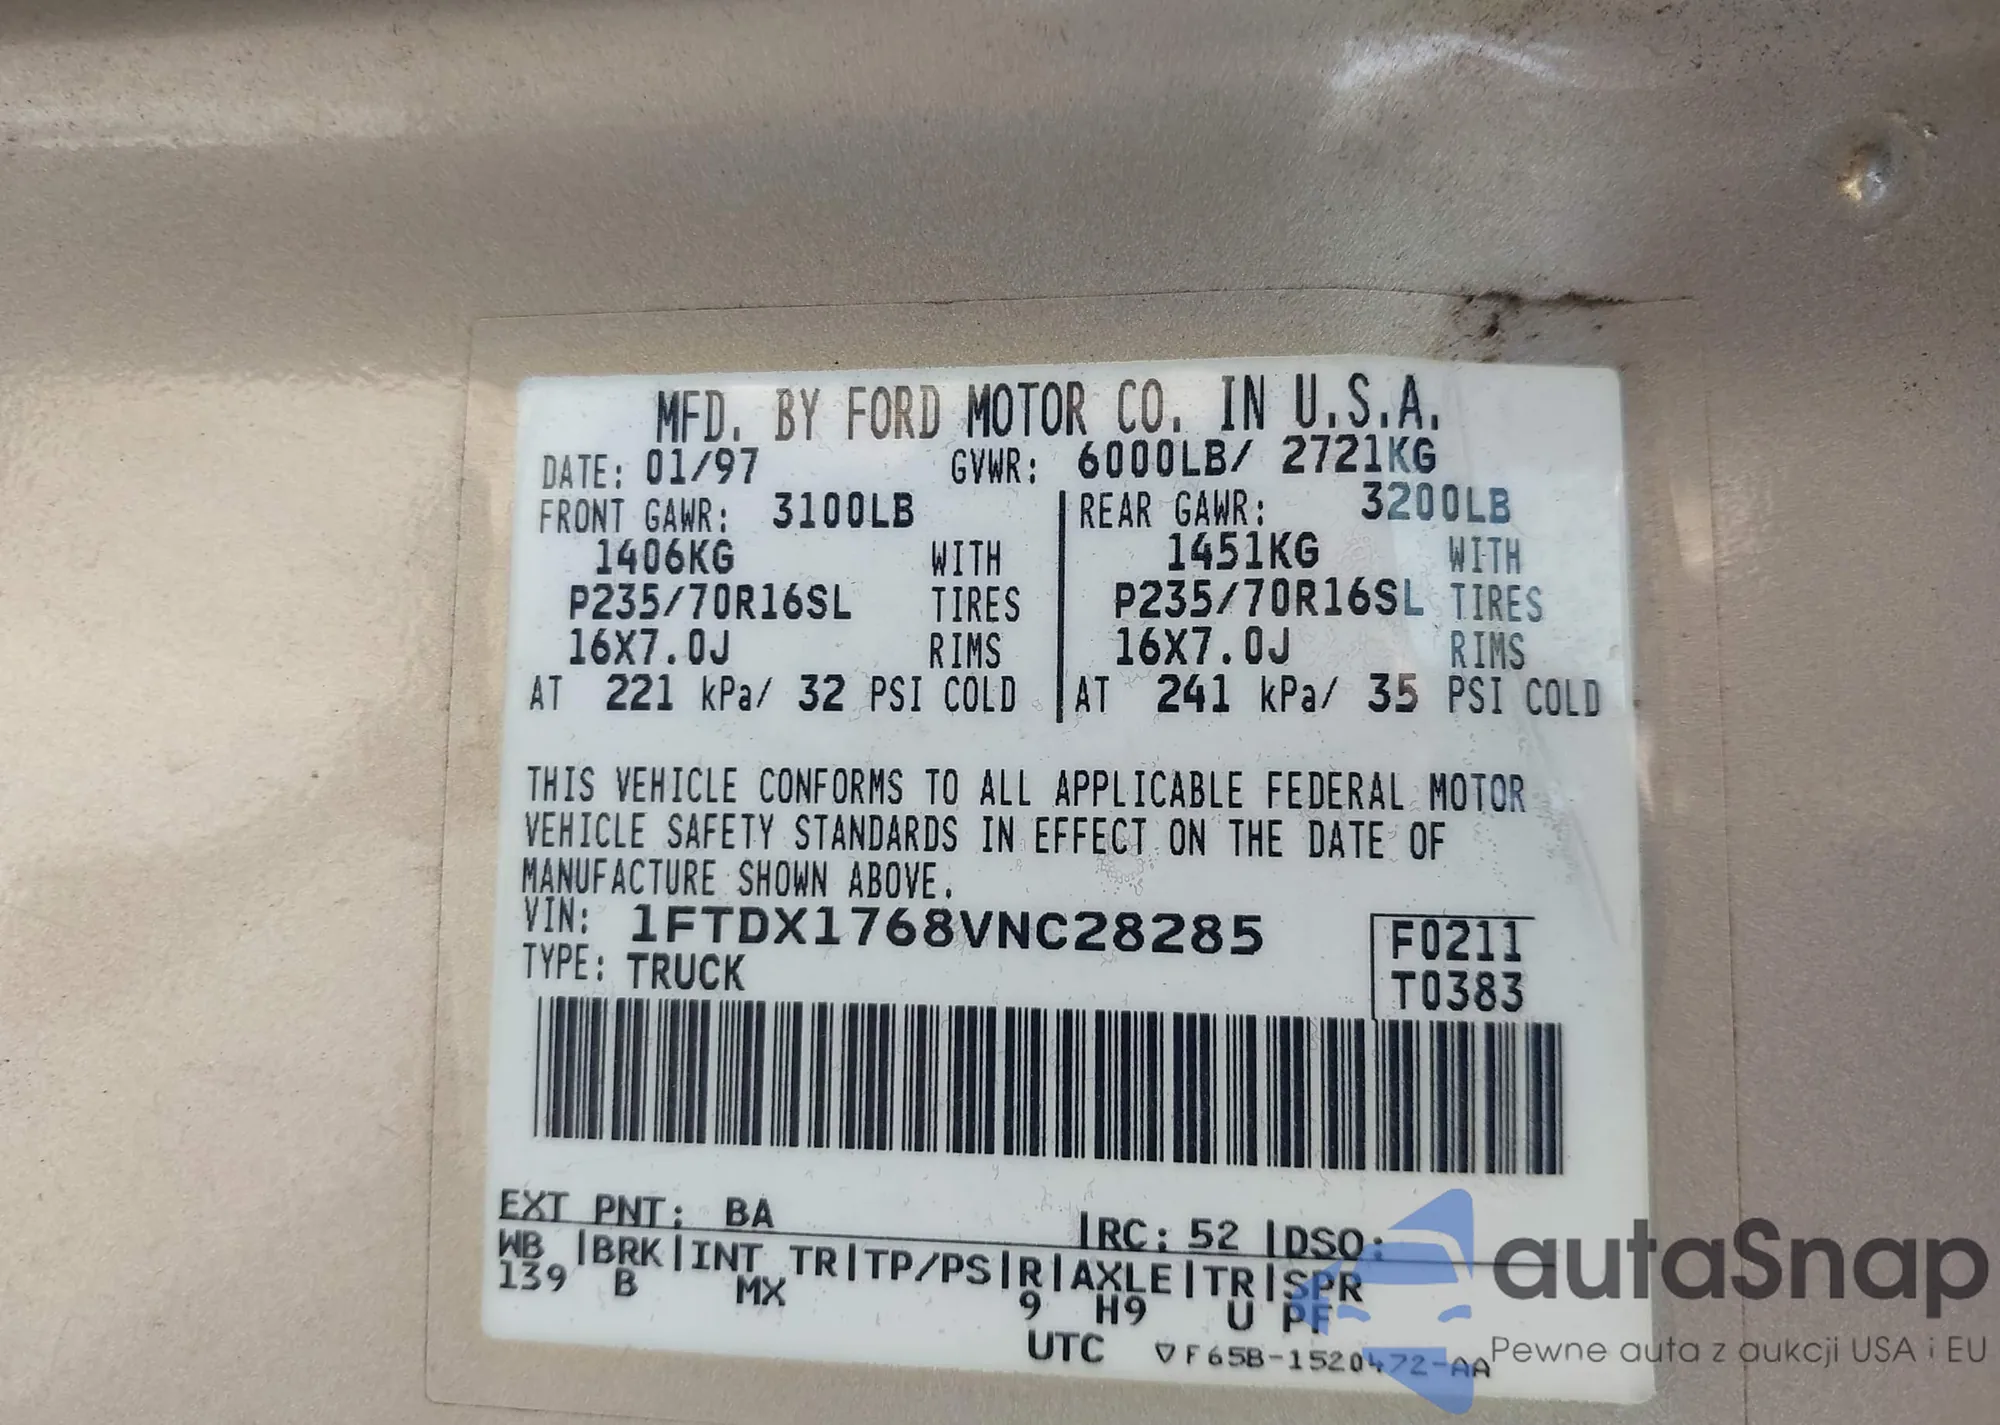 MFD. BY FORD MOTOR CO. IN U.S.A.
DATE: 01/97 GVWR: 6000LB/ 2721KG
FRONT GAWR: 3100LB REAR GAWR: 3200LB
1406KG WITH 1451KG WITH
P235/70R16SL TIRES P235/70R16SL TIRES
16X7.0J RIMS 16X7.0J RIMS
AT 221 kPa/ 32 PSI COLD AT 241 kPa/ 35 PSI COLD
THIS VEHICLE CONFORMS TO ALL APPLICABLE FEDERAL MOTOR
VEHICLE SAFETY STANDARDS IN EFFECT ON THE DATE OF
MANUFACTURE SHOWN ABOVE.
VIN: 1FTDX1768VNC28285 F0211
TYPE: TRUCK T0383
EXT PNT: BA |RC: 52 |DSO:
WB |BRK|INT TR|TP/PS|R|AXLE|TR|SPR
139 B MX 9 H9 U PF
UTC ▽F65B-1520472-AA
autaSnap
Pewne auta z aukcji USA i EU